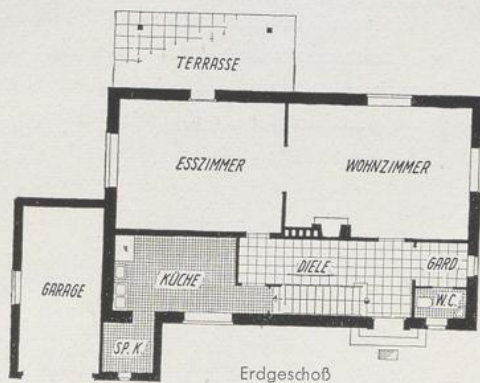 TERRASSE
ESSZIMMER
WOHNZIMMER
GARAGE
KÜCHE
DIELE
GARD.
W.C.
SP. K.
Erdgeschoß